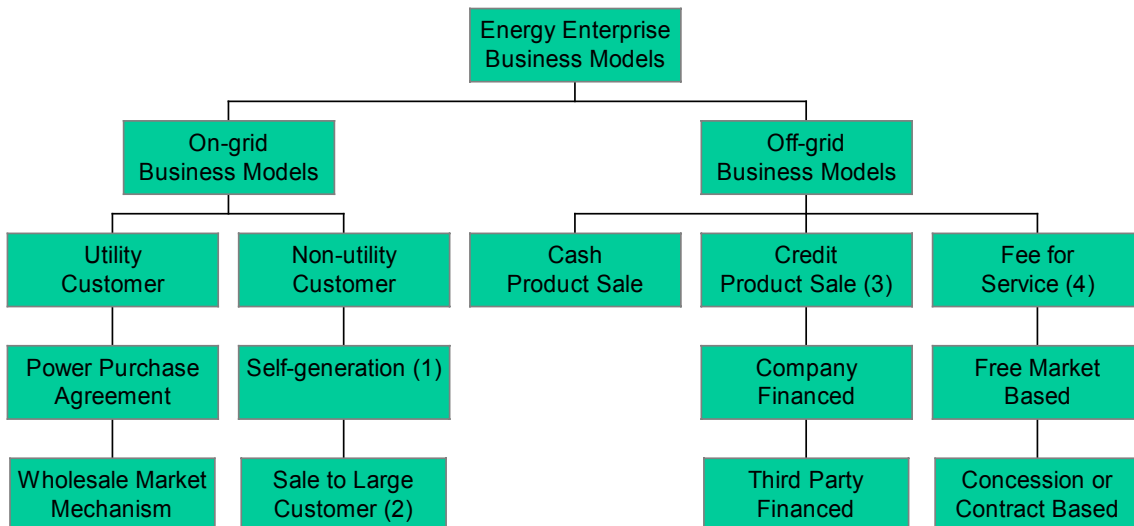 Energy Enterprise
Business Models
On-grid
Business Models
Off-grid
Business Models
Utility
Customer
Non-utility
Customer
Cash
Product Sale
Credit
Product Sale (3)
Fee for
Service (4)
Power Purchase
Agreement
Self-generation (1)
Company
Financed
Free Market
Based
Wholesale Market
Mechanism
Sale to Large
Customer (2)
Third Party
Financed
Concession or
Contract Based